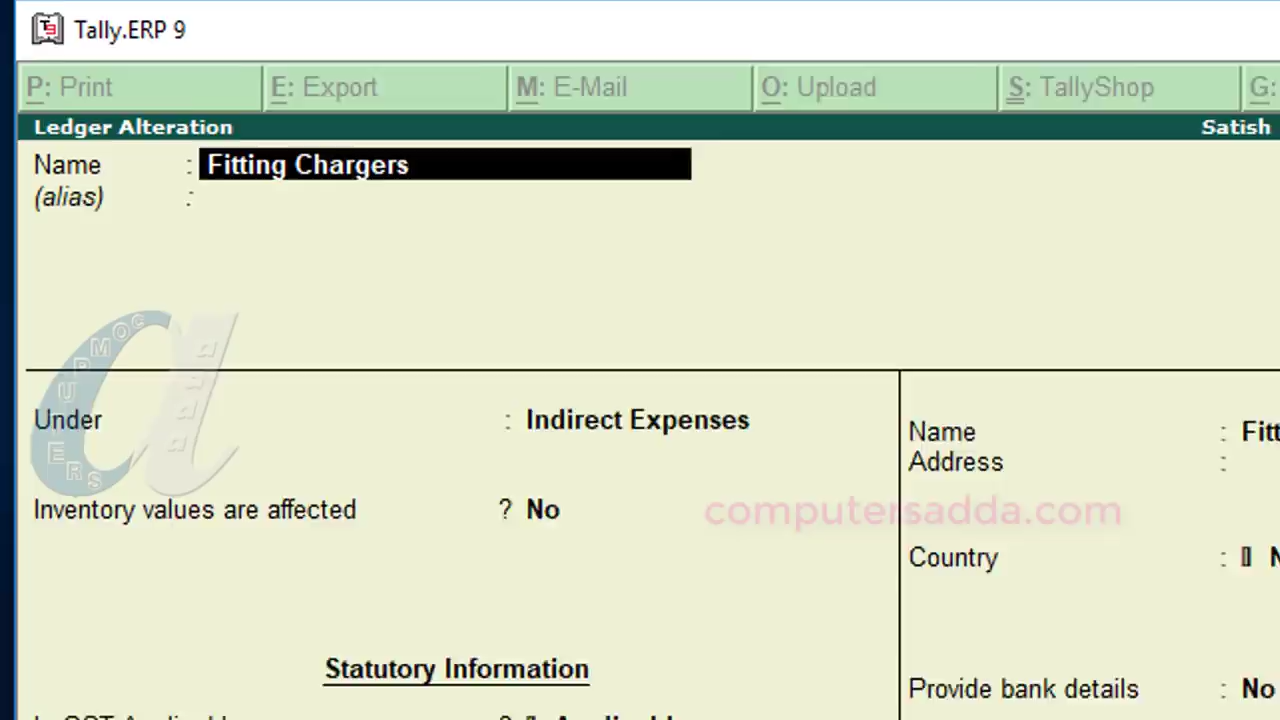 Tally.ERP 9
P: Print E: Export M: E-Mail O: Upload S: TallyShop G:
Ledger Alteration Satish
Name : Fitting Chargers
(alias) :
Under : Indirect Expenses
Name :
Address :
Inventory values are affected ? No
computersadda.com
Country :
Statutory Information
Provide bank details : No